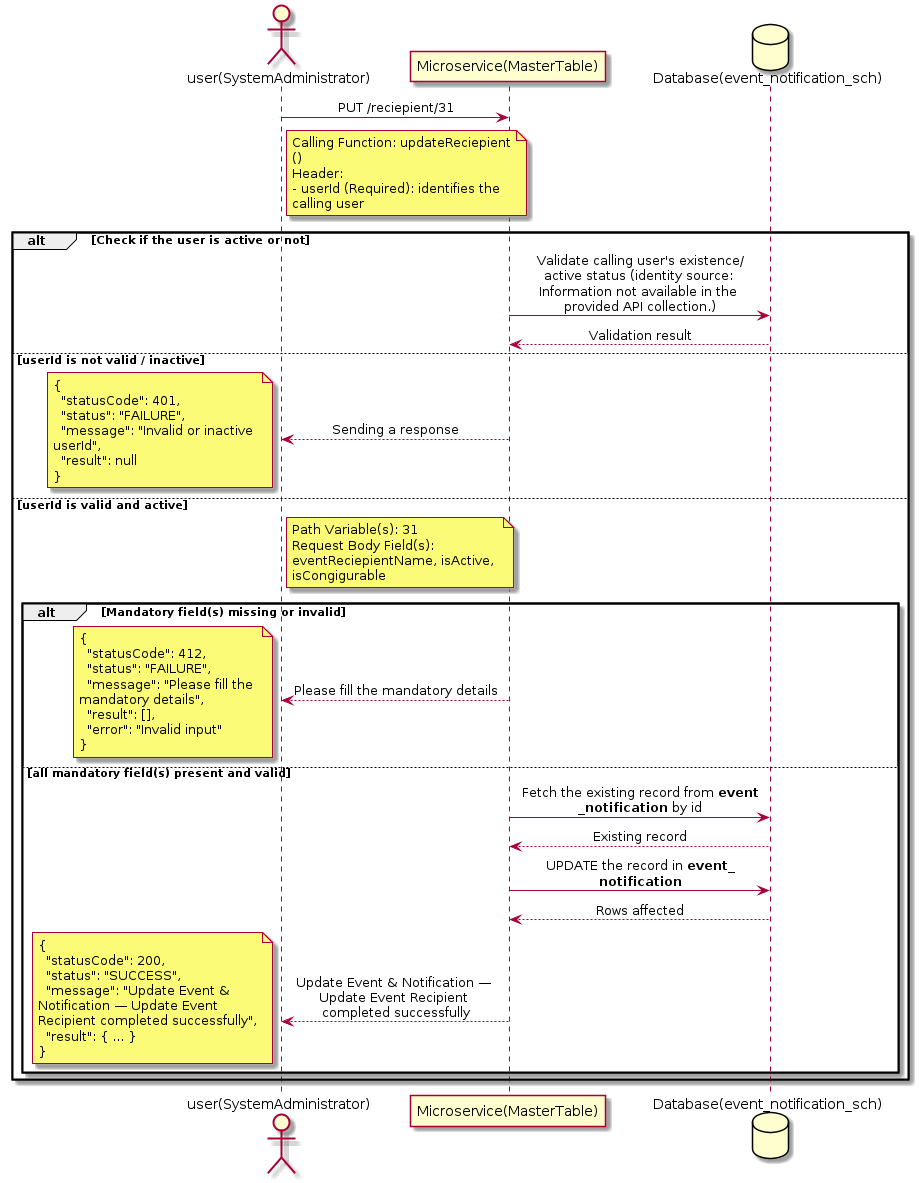 user(SystemAdministrator)
Microservice(MasterTable)
Database(event_notification_sch)
PUT /reciepient/31
Calling Function: updateReciepient
()
Header:
- userId (Required): identifies the
calling user
alt
[Check if the user is active or not]
Validate calling user's existence/
active status (identity source:
Information not available in the
provided API collection.)
Validation result
[userId is not valid / inactive]
{
"statusCode": 401,
"status": "FAILURE",
"message": "Invalid or inactive
userId",
"result": null
}
Sending a response
[userId is valid and active]
Path Variable(s): 31
Request Body Field(s):
eventReciepientName, isActive,
isCongigurable
alt
[Mandatory field(s) missing or invalid]
{
"statusCode": 412,
"status": "FAILURE",
"message": "Please fill the
mandatory details",
"result": [],
"error": "Invalid input"
}
Please fill the mandatory details
[all mandatory field(s) present and valid]
Fetch the existing record from event
_notification by id
Existing record
UPDATE the record in event_
notification
Rows affected
{
"statusCode": 200,
"status": "SUCCESS",
"message": "Update Event &
Notification — Update Event
Recipient completed successfully",
"result": { ... }
}
Update Event & Notification —
Update Event Recipient
completed successfully
user(SystemAdministrator)
Microservice(MasterTable)
Database(event_notification_sch)